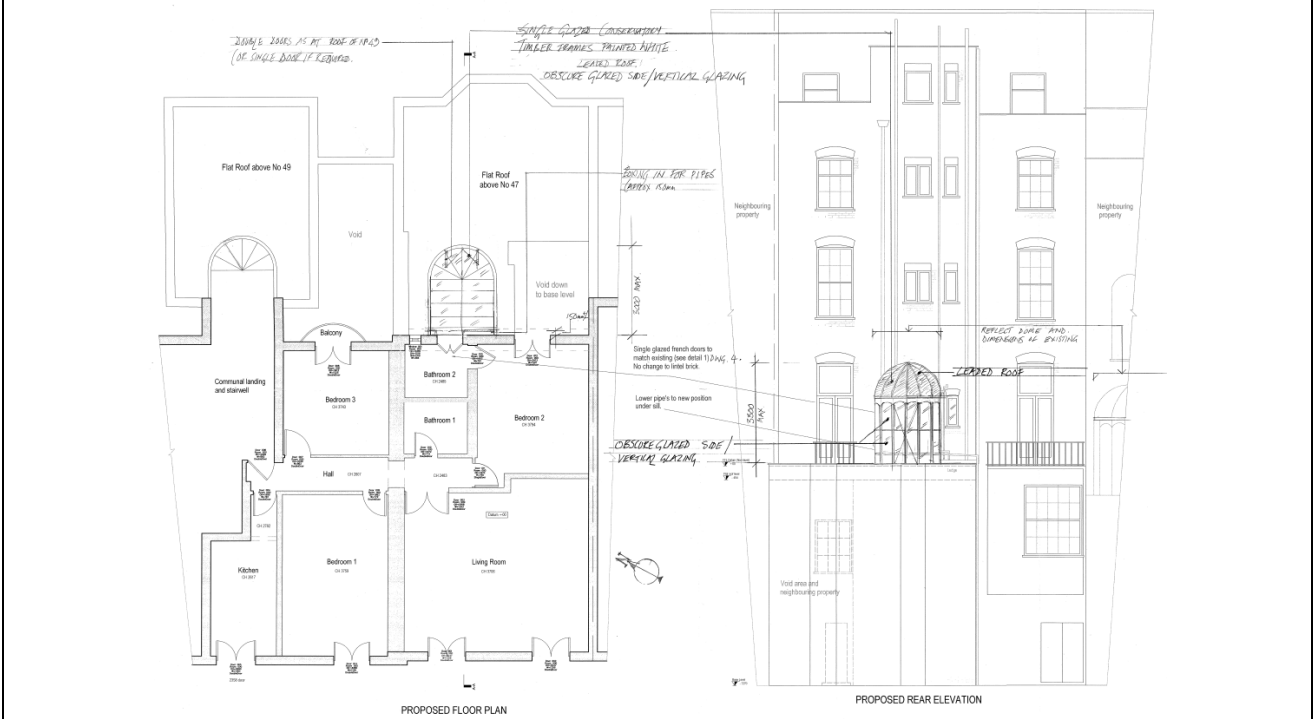 DOUBLE DOORS AS AT ROOF OF Nº49
(OR SINGLE DOOR IF REQUIRED.
SINGLE GLAZED CONSERVATORY
TIMBER FRAMES PAINTED WHITE.
LEADED ROOF.
OBSCURE GLAZED SIDE/VERTICAL GLAZING
Flat Roof above No 49
Void
Flat Roof
above No 47
BOXING IN FOR PIPES
Void down
to base level
3000 MAX.
Balcony
Communal landing
and stairwell
Bedroom 3
Bathroom 2
Bathroom 1
Bedroom 2
Hall
Kitchen
Bedroom 1
Living Room
Single glazed french doors to
match existing (see detail 1) DWG. 4.
No change to lintel brick.
Lower pipe's to new position
under sill.
OBSCURE GLAZED SIDE/
VERTICAL GLAZING.
PROPOSED FLOOR PLAN
Neighbouring
property
Neighbouring
property
REFLECT DOME AND
DIMENSIONS OF EXISTING
LEADED ROOF
3500
MAX
Void area and
neighbouring property
PROPOSED REAR ELEVATION